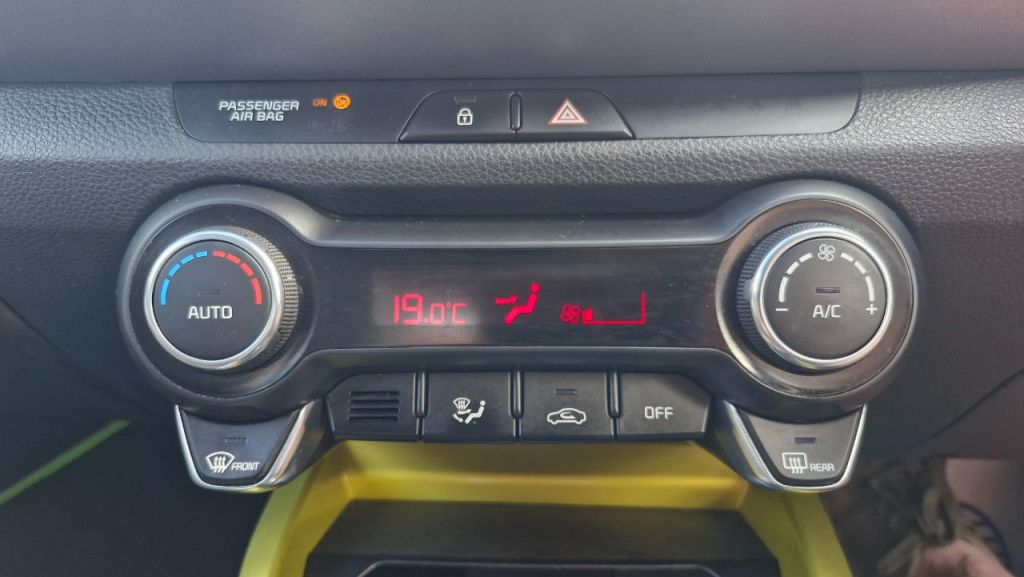 PASSENGER
AIR BAG
ON
AUTO
19.0°C
A/C
- +
FRONT
OFF
REAR